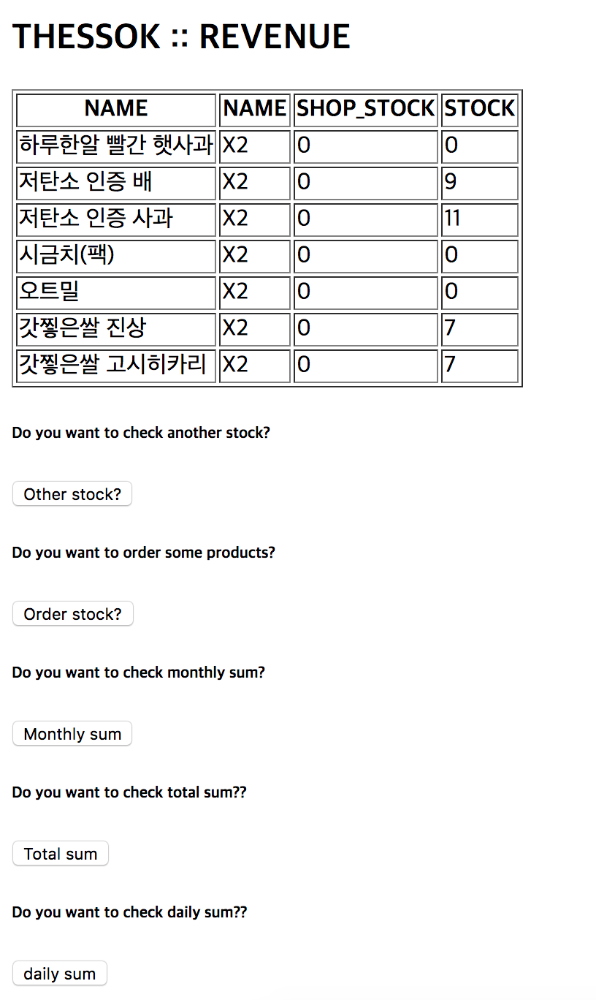 THESSOK :: REVENUE
NAME NAME SHOP_STOCK STOCK
하루한알 빨간 햇사과 X2 0 0
저탄소 인증 배 X2 0 9
저탄소 인증 사과 X2 0 11
시금치(팩) X2 0 0
오트밀 X2 0 0
갓찧은쌀 진상 X2 0 7
갓찧은쌀 고시히카리 X2 0 7
Do you want to check another stock?
Other stock?
Do you want to order some products?
Order stock?
Do you want to check monthly sum?
Monthly sum
Do you want to check total sum??
Total sum
Do you want to check daily sum??
daily sum